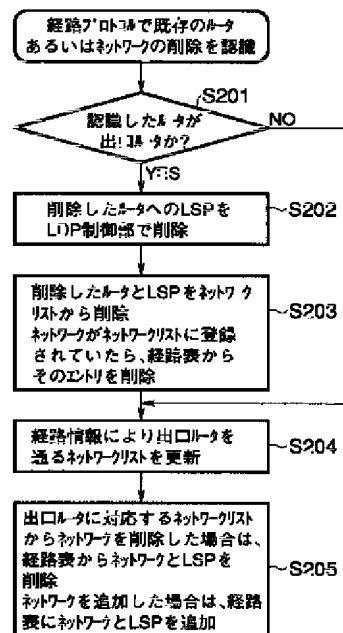 経路プロトコルで既存のルータ
あるいはネットワークの削除を認識
S201
認識したルータが
出口ルータか?
NO
YES
削除したルータへのLSPを
LDP制御部で削除
S202
削除したルータとLSPをネットワーク
リストから削除
ネットワークがネットワークリストに登録
されていたら、経路表から
そのエントリを削除
S203
経路情報により出口ルータを
通るネットワークリストを更新
S204
出口ルータに対応するネットワークリスト
からネットワークを削除した場合は、
経路表からネットワークとLSPを
削除
ネットワークを追加した場合は、経路
表にネットワークとLSPを追加
S205